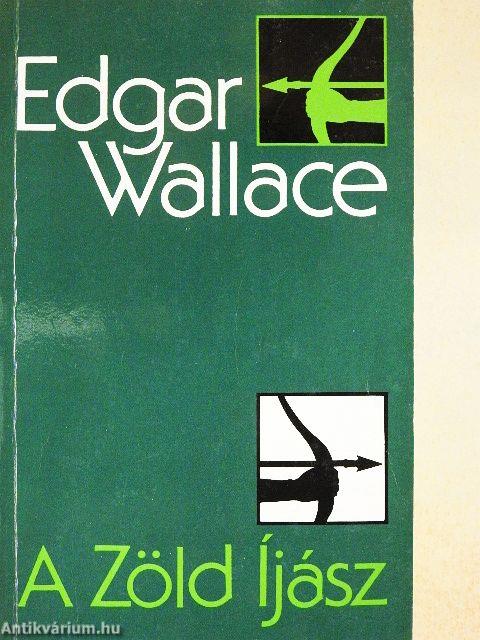 Edgar
Wallace
A Zöld Íjász
Antikvárium.hu